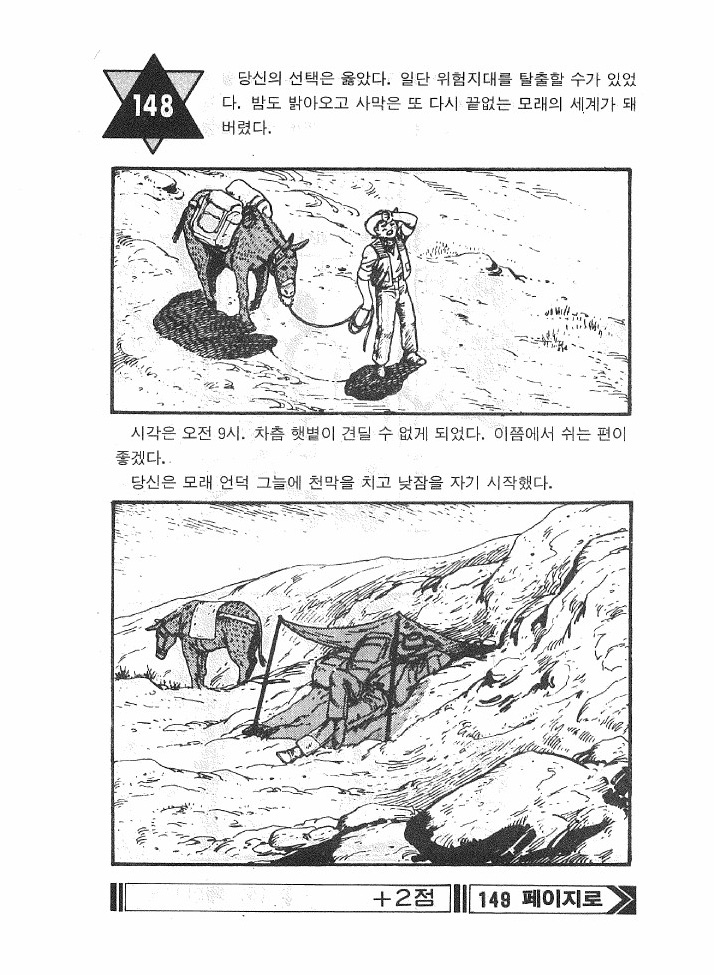 148
당신의 선택은 옳았다. 일단 위험지대를 탈출할 수가 있었
다. 밤도 밝아오고 사막은 또 다시 끝없는 모래의 세계가 돼
버렸다.
시각은 오전 9시. 차츰 햇볕이 견딜 수 없게 되었다. 이쯤에서 쉬는 편이
좋겠다.
당신은 모래 언덕 그늘에 천막을 치고 낮잠을 자기 시작했다.
+2점
149 페이지로